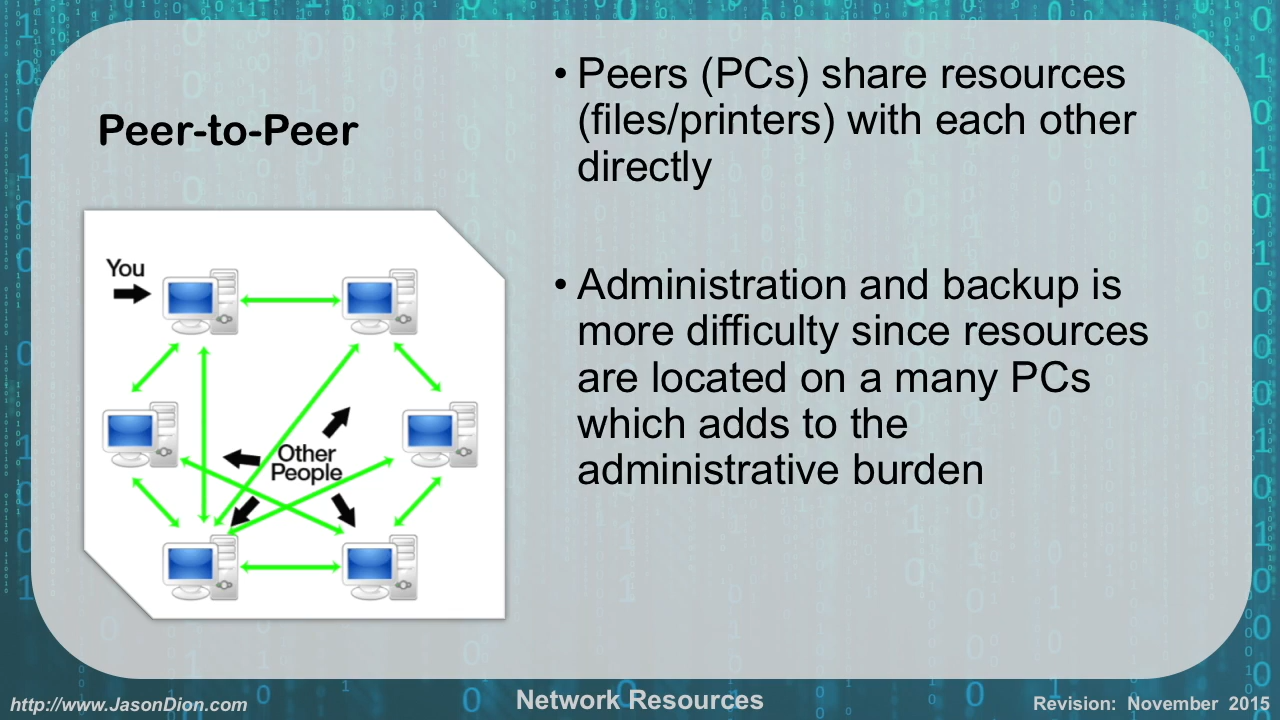 Peer-to-Peer
• Peers (PCs) share resources
(files/printers) with each other
directly
• Administration and backup is
more difficulty since resources
are located on a many PCs
which adds to the
administrative burden
You
Other
People
http://www.JasonDion.com
Network Resources
Revision: November 2015